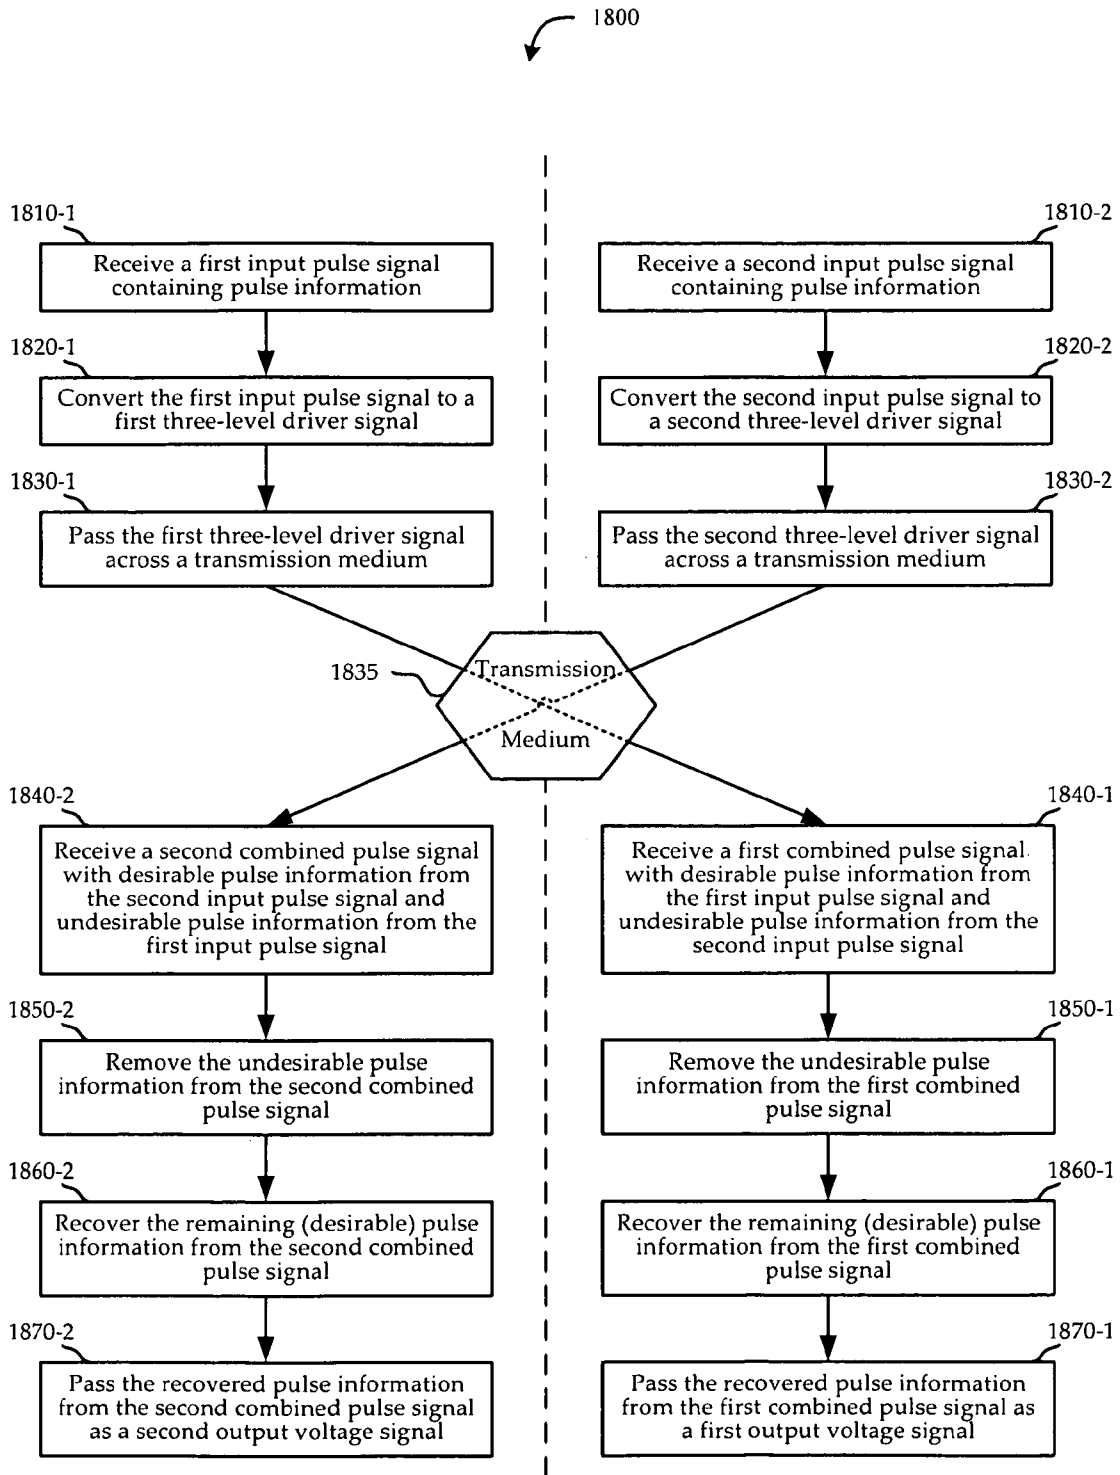 1800
1810-1
Receive a first input pulse signal
containing pulse information
1810-2
Receive a second input pulse signal
containing pulse information
1820-1
Convert the first input pulse signal to a
first three-level driver signal
1820-2
Convert the second input pulse signal to
a second three-level driver signal
1830-1
Pass the first three-level driver signal
across a transmission medium
1830-2
Pass the second three-level driver signal
across a transmission medium
1835
Transmission
Medium
1840-2
Receive a second combined pulse signal
with desirable pulse information from
the second input pulse signal and
undesirable pulse information from the
first input pulse signal
1840-1
Receive a first combined pulse signal
with desirable pulse information from
the first input pulse signal and
undesirable pulse information from the
second input pulse signal
1850-2
Remove the undesirable pulse
information from the second combined
pulse signal
1850-1
Remove the undesirable pulse
information from the first combined
pulse signal
1860-2
Recover the remaining (desirable) pulse
information from the second combined
pulse signal
1860-1
Recover the remaining (desirable) pulse
information from the first combined
pulse signal
1870-2
Pass the recovered pulse information
from the second combined pulse signal
as a second output voltage signal
1870-1
Pass the recovered pulse information
from the first combined pulse signal as
a first output voltage signal